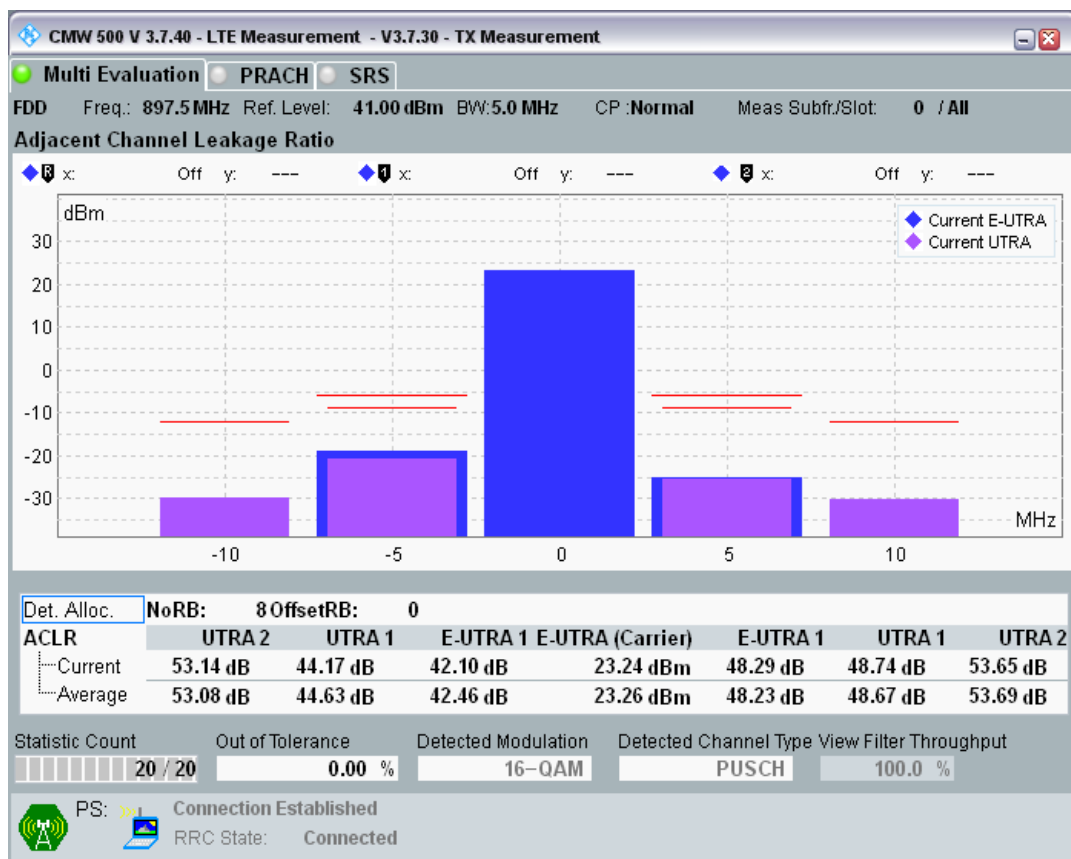 CMW 500 V 3.7.40 - LTE Measurement - V3.7.30 - TX Measurement
Multi Evaluation PRACH SRS
FDD Freq.: 897.5 MHz Ref. Level: 41.00 dBm BW:5.0 MHz CP :Normal Meas Subfr./Slot: 0 / All
Adjacent Channel Leakage Ratio
R x: Off y: --- 1 x: Off y: --- 2 x: Off y: ---
dBm
Current E-UTRA
Current UTRA
30
20
10
0
-10
-20
-30
MHz
-10 -5 0 5 10
Det. Alloc. NoRB: 8 OffsetRB: 0
ACLR UTRA 2 UTRA 1 E-UTRA 1 E-UTRA (Carrier) E-UTRA 1 UTRA 1 UTRA 2
Current 53.14 dB 44.17 dB 42.10 dB 23.24 dBm 48.29 dB 48.74 dB 53.65 dB
Average 53.08 dB 44.63 dB 42.46 dB 23.26 dBm 48.23 dB 48.67 dB 53.69 dB
Statistic Count Out of Tolerance Detected Modulation Detected Channel Type View Filter Throughput
20 / 20 0.00 % 16-QAM PUSCH 100.0 %
PS: Connection Established
RRC State: Connected